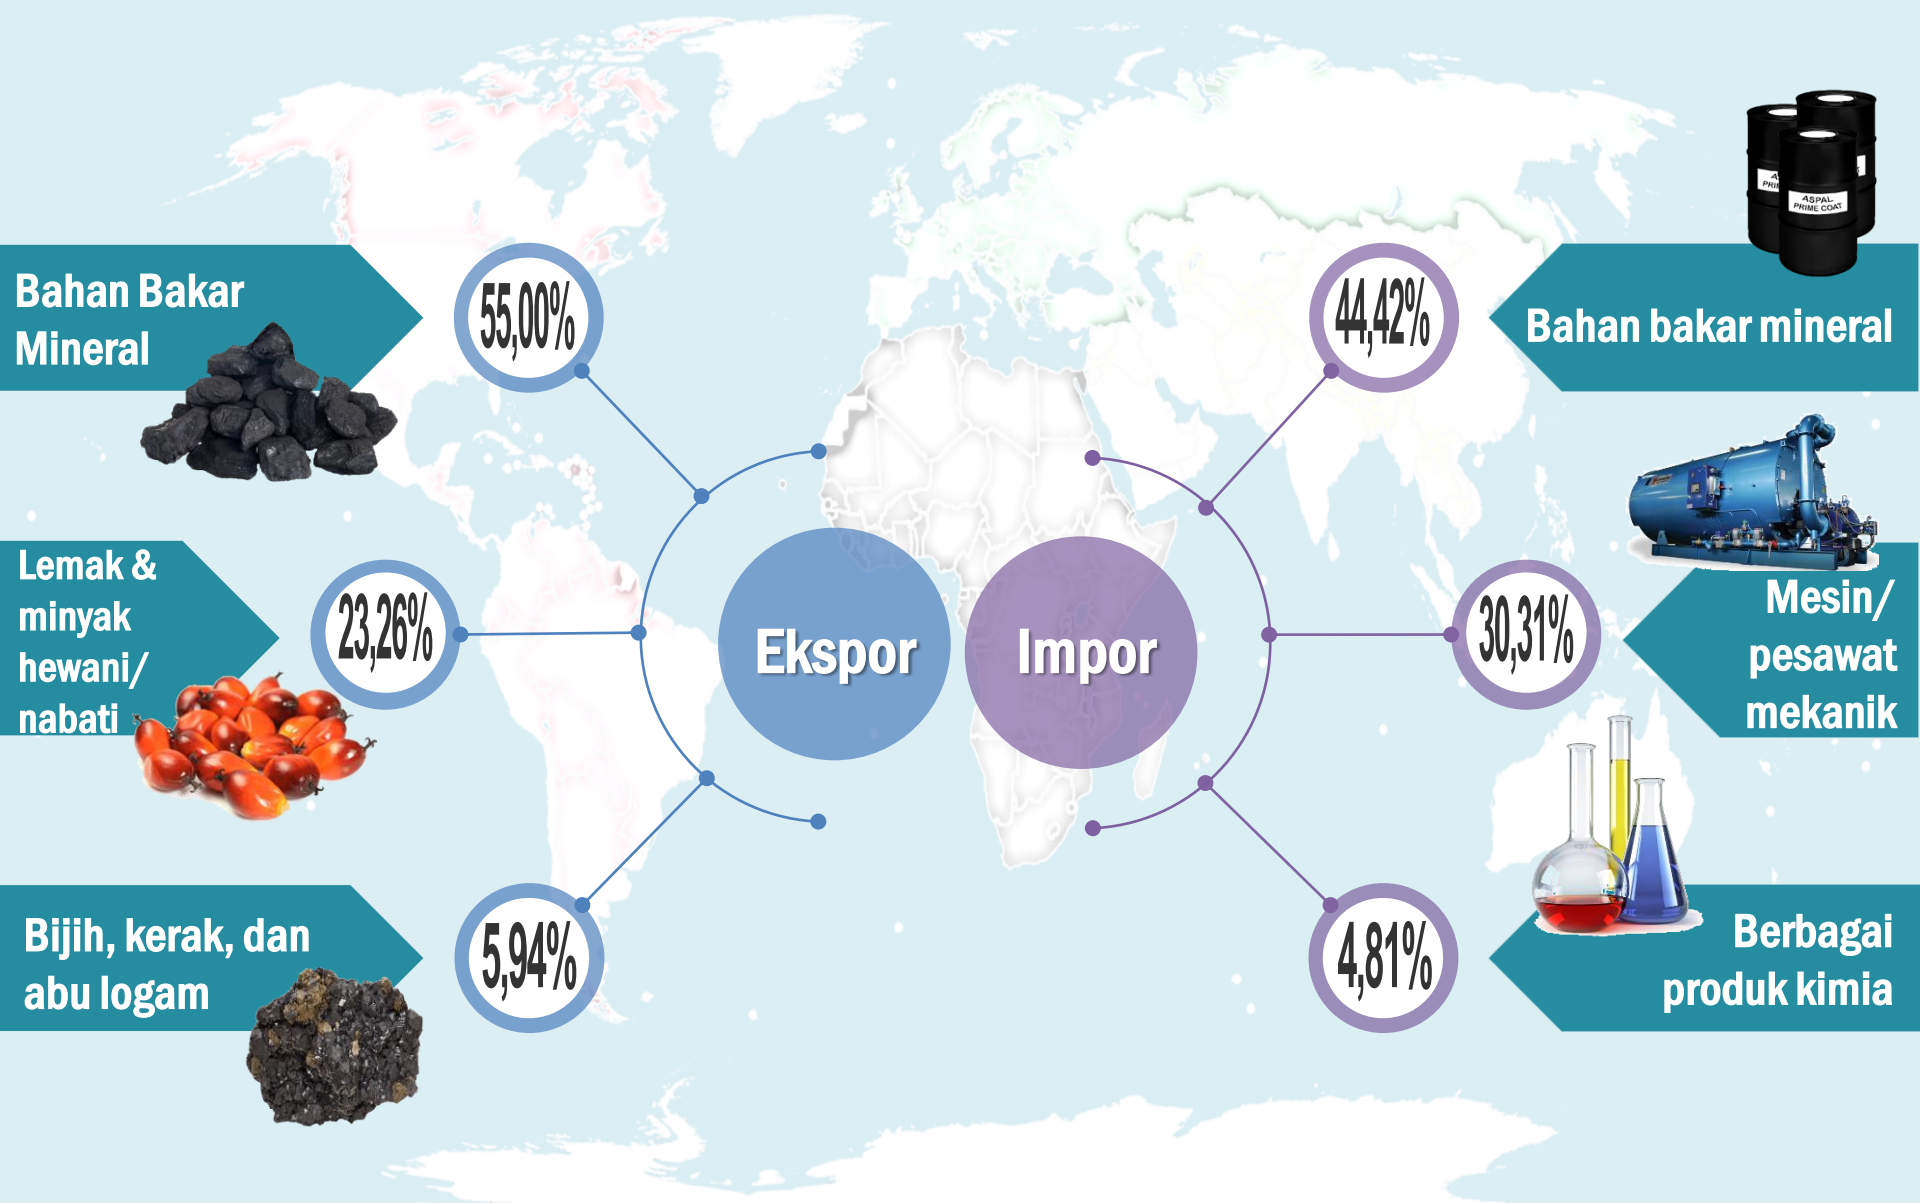 Bahan Bakar
Mineral
55,00%
Lemak &
minyak
hewani/
nabati
23,26%
Bijih, kerak, dan
abu logam
5,94%
Ekspor
Impor
ASPAL
PRIME COAT
44,42%
Bahan bakar mineral
30,31%
Mesin/
pesawat
mekanik
4,81%
Berbagai
produk kimia